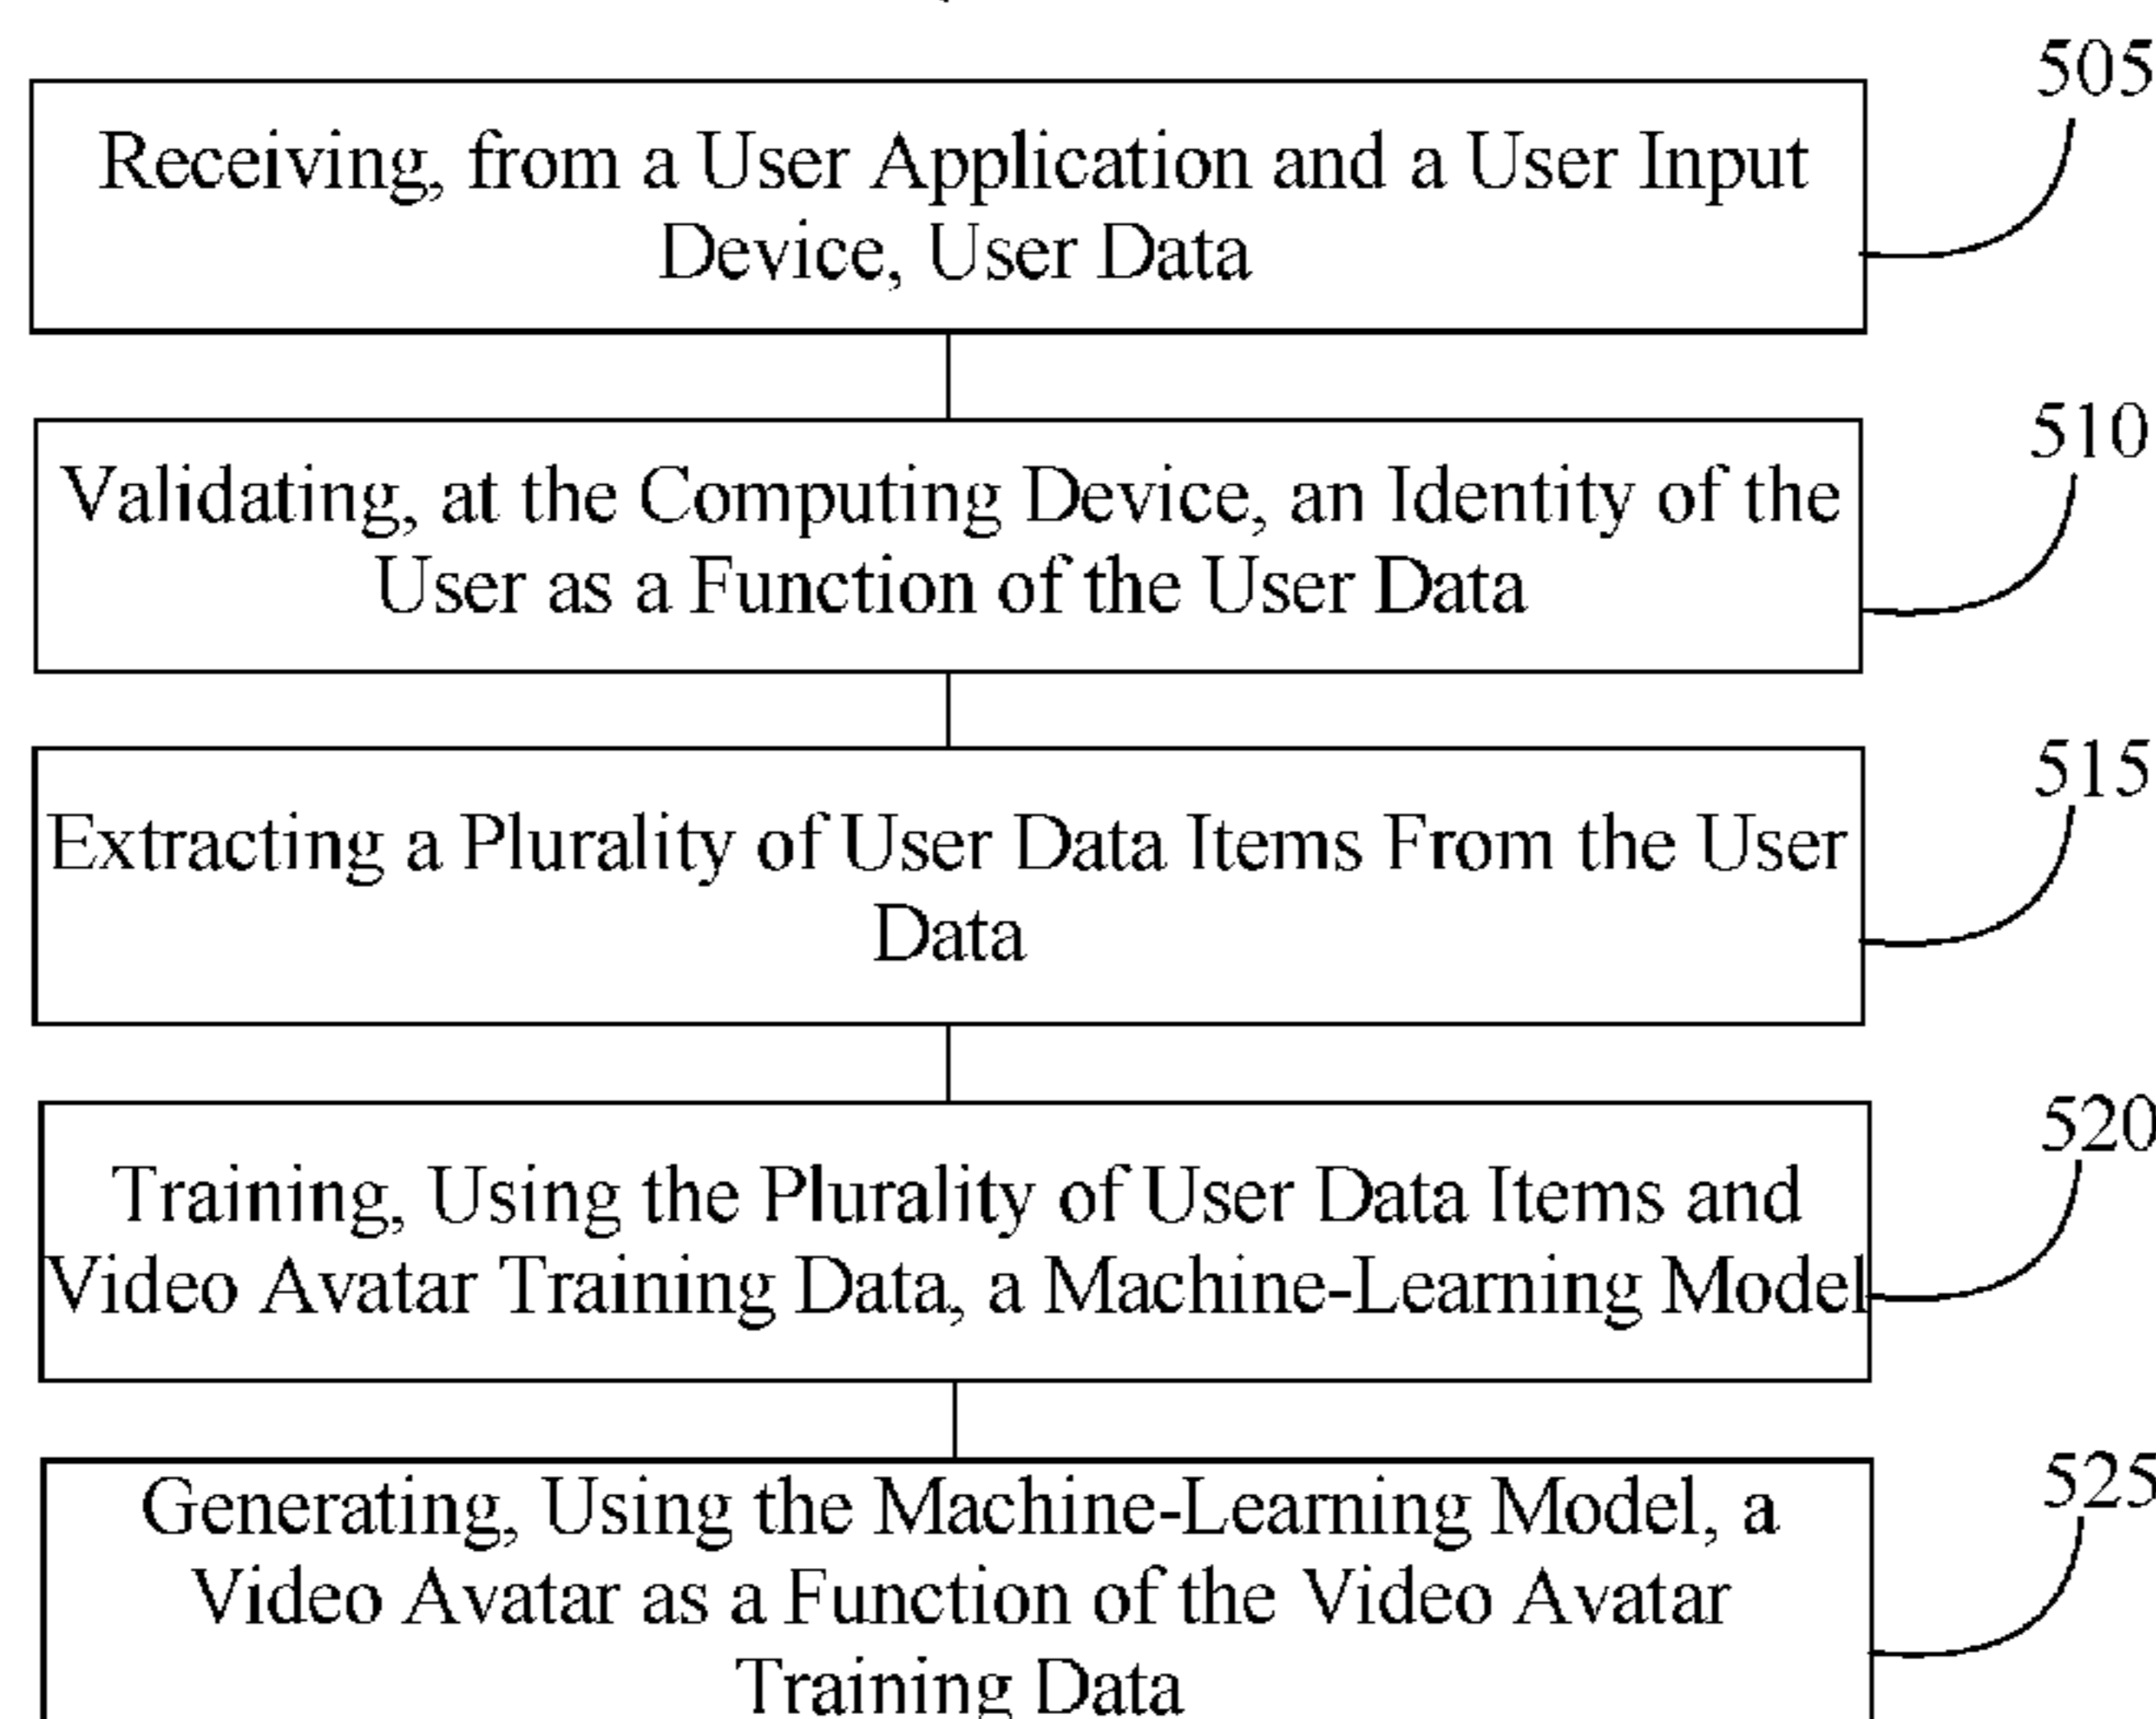 505
Receiving, from a User Application and a User Input
Device, User Data
510
Validating, at the Computing Device, an Identity of the
User as a Function of the User Data
515
Extracting a Plurality of User Data Items From the User
Data
520
Training, Using the Plurality of User Data Items and
Video Avatar Training Data, a Machine-Learning Model
525
Generating, Using the Machine-Learning Model, a
Video Avatar as a Function of the Video Avatar
Training Data